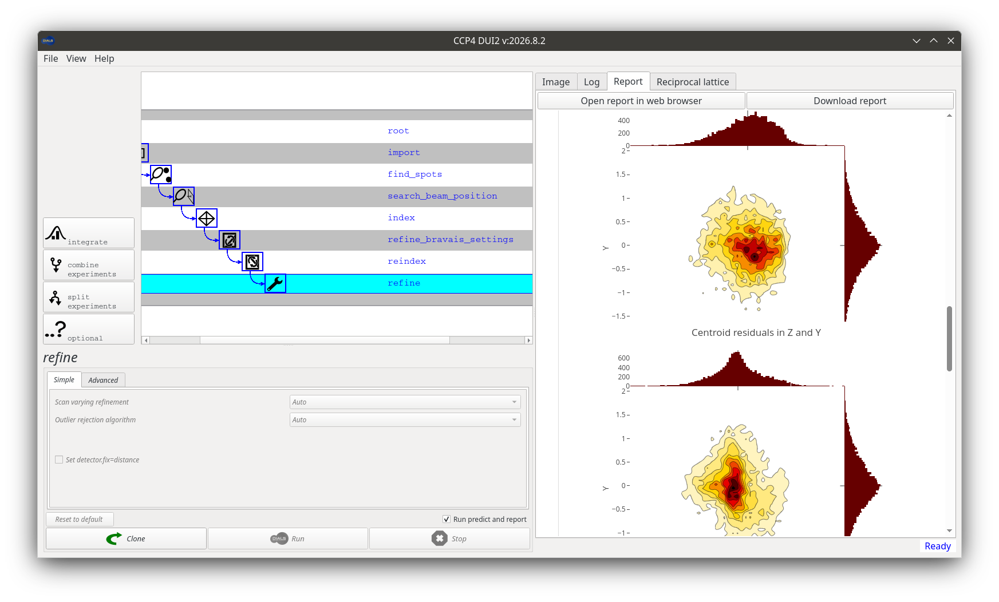 CCP4 DUI2 v:2026.8.2
File View Help
root
import
find_spots
search_beam_position
index
refine_bravais_settings
reindex
refine
integrate
combine
experiments
split
experiments
optional
refine
Simple Advanced
Scan varying refinement Auto
Outlier rejection algorithm Auto
Set detector.fix=distance
Reset to default Run predict and report
Clone DIALS Run Stop
Image Log Report Reciprocal lattice
Open report in web browser Download report
400
200
0
2
1.5
1
0.5
0
−0.5
−1
−1.5
Y
Centroid residuals in Z and Y
600
400
200
0
2
1.5
1
0.5
0
−0.5
−1
Y
Ready